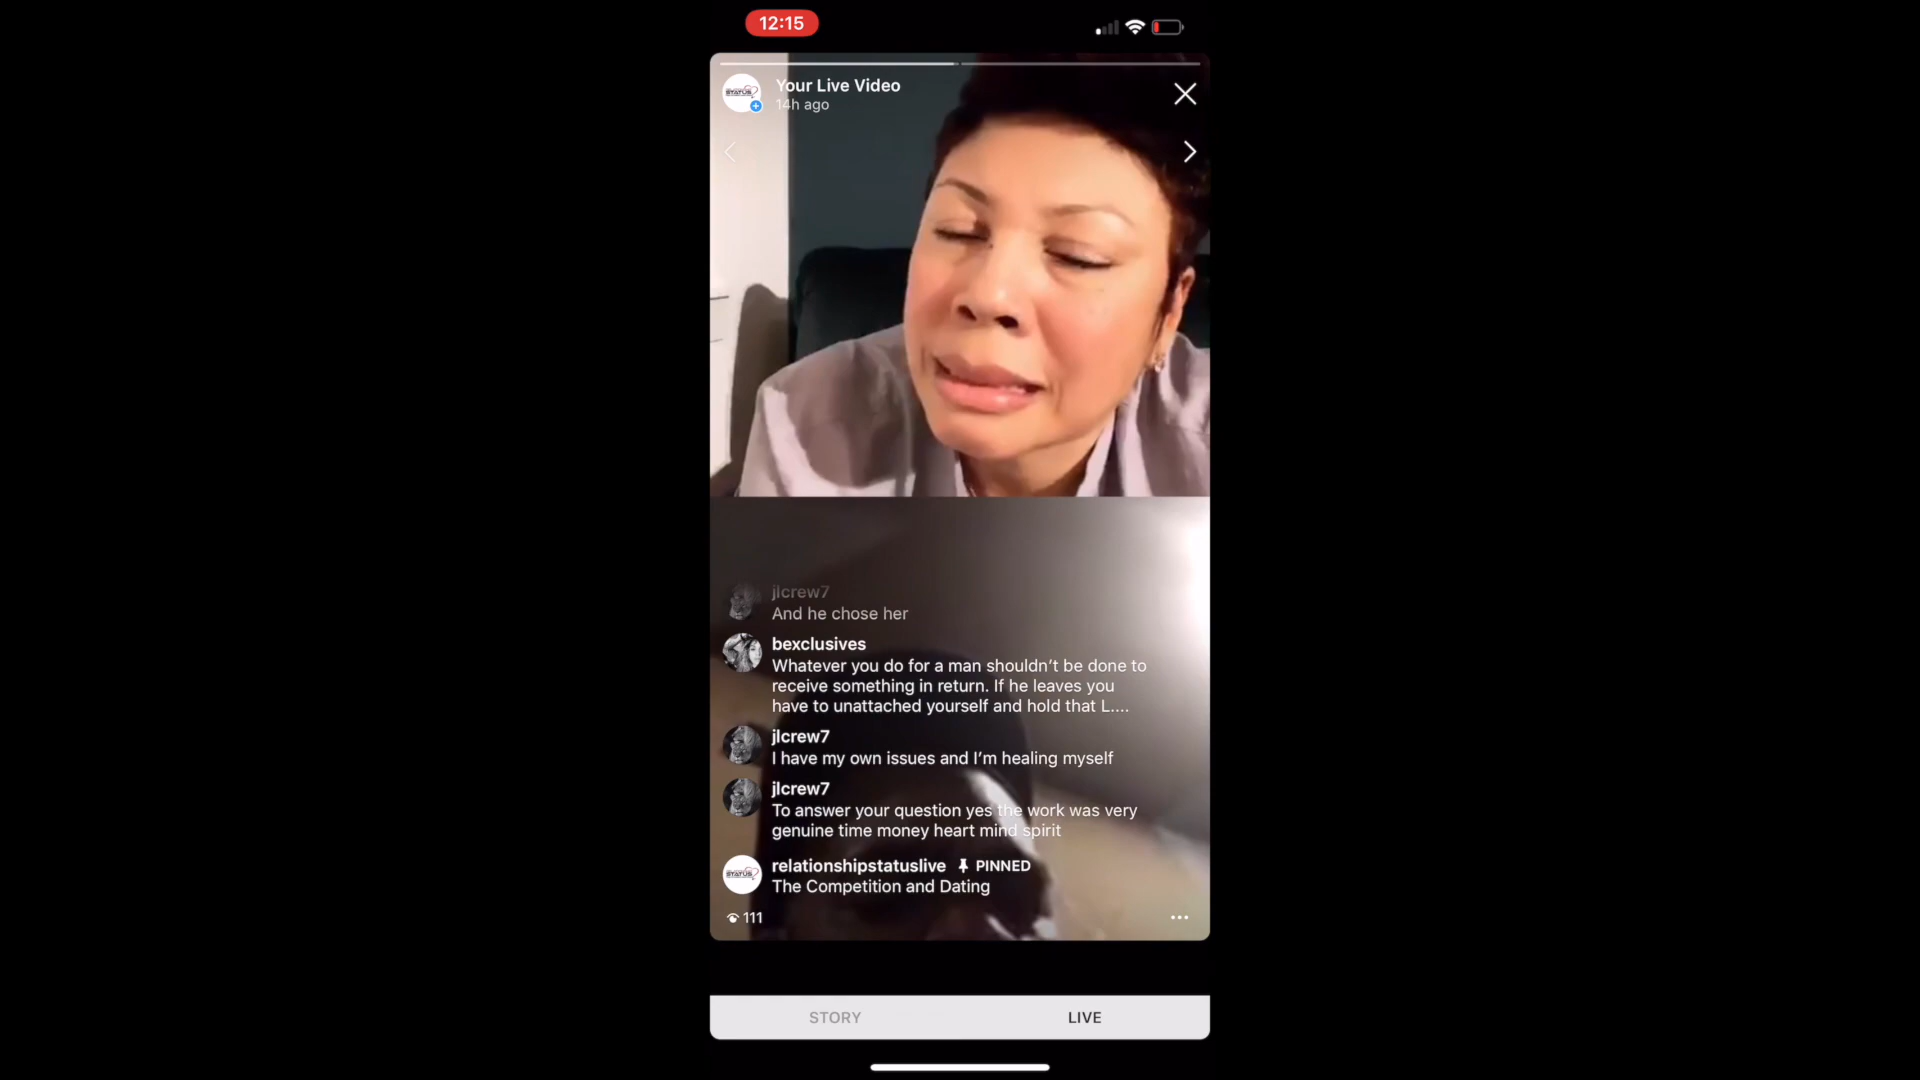 12:15
STATUS
Your Live Video
14h ago
jlcrew7
And he chose her
bexclusives
Whatever you do for a man shouldn’t be done to
receive something in return. If he leaves you
have to unattached yourself and hold that L....
jlcrew7
I have my own issues and I’m healing myself
jlcrew7
To answer your question yes the work was very
genuine time money heart mind spirit
STATUS
relationshipstatuslive PINNED
The Competition and Dating
111
STORY
LIVE